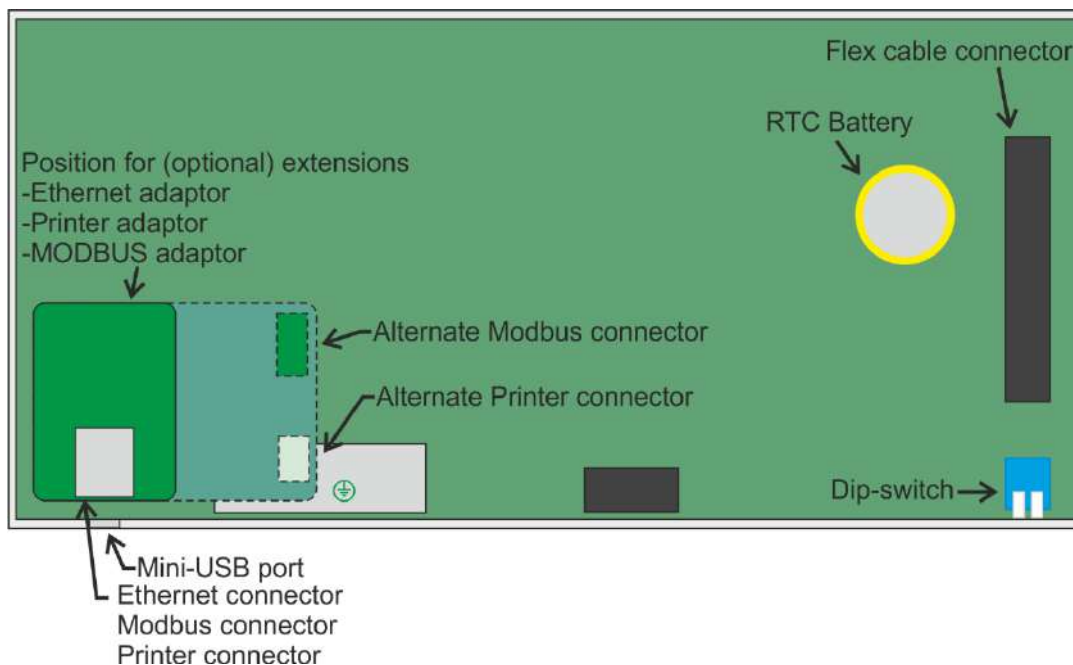 Flex cable connector
RTC Battery
Position for (optional) extensions
-Ethernet adaptor
-Printer adaptor
-MODBUS adaptor
Alternate Modbus connector
Alternate Printer connector
Dip-switch
Mini-USB port
Ethernet connector
Modbus connector
Printer connector